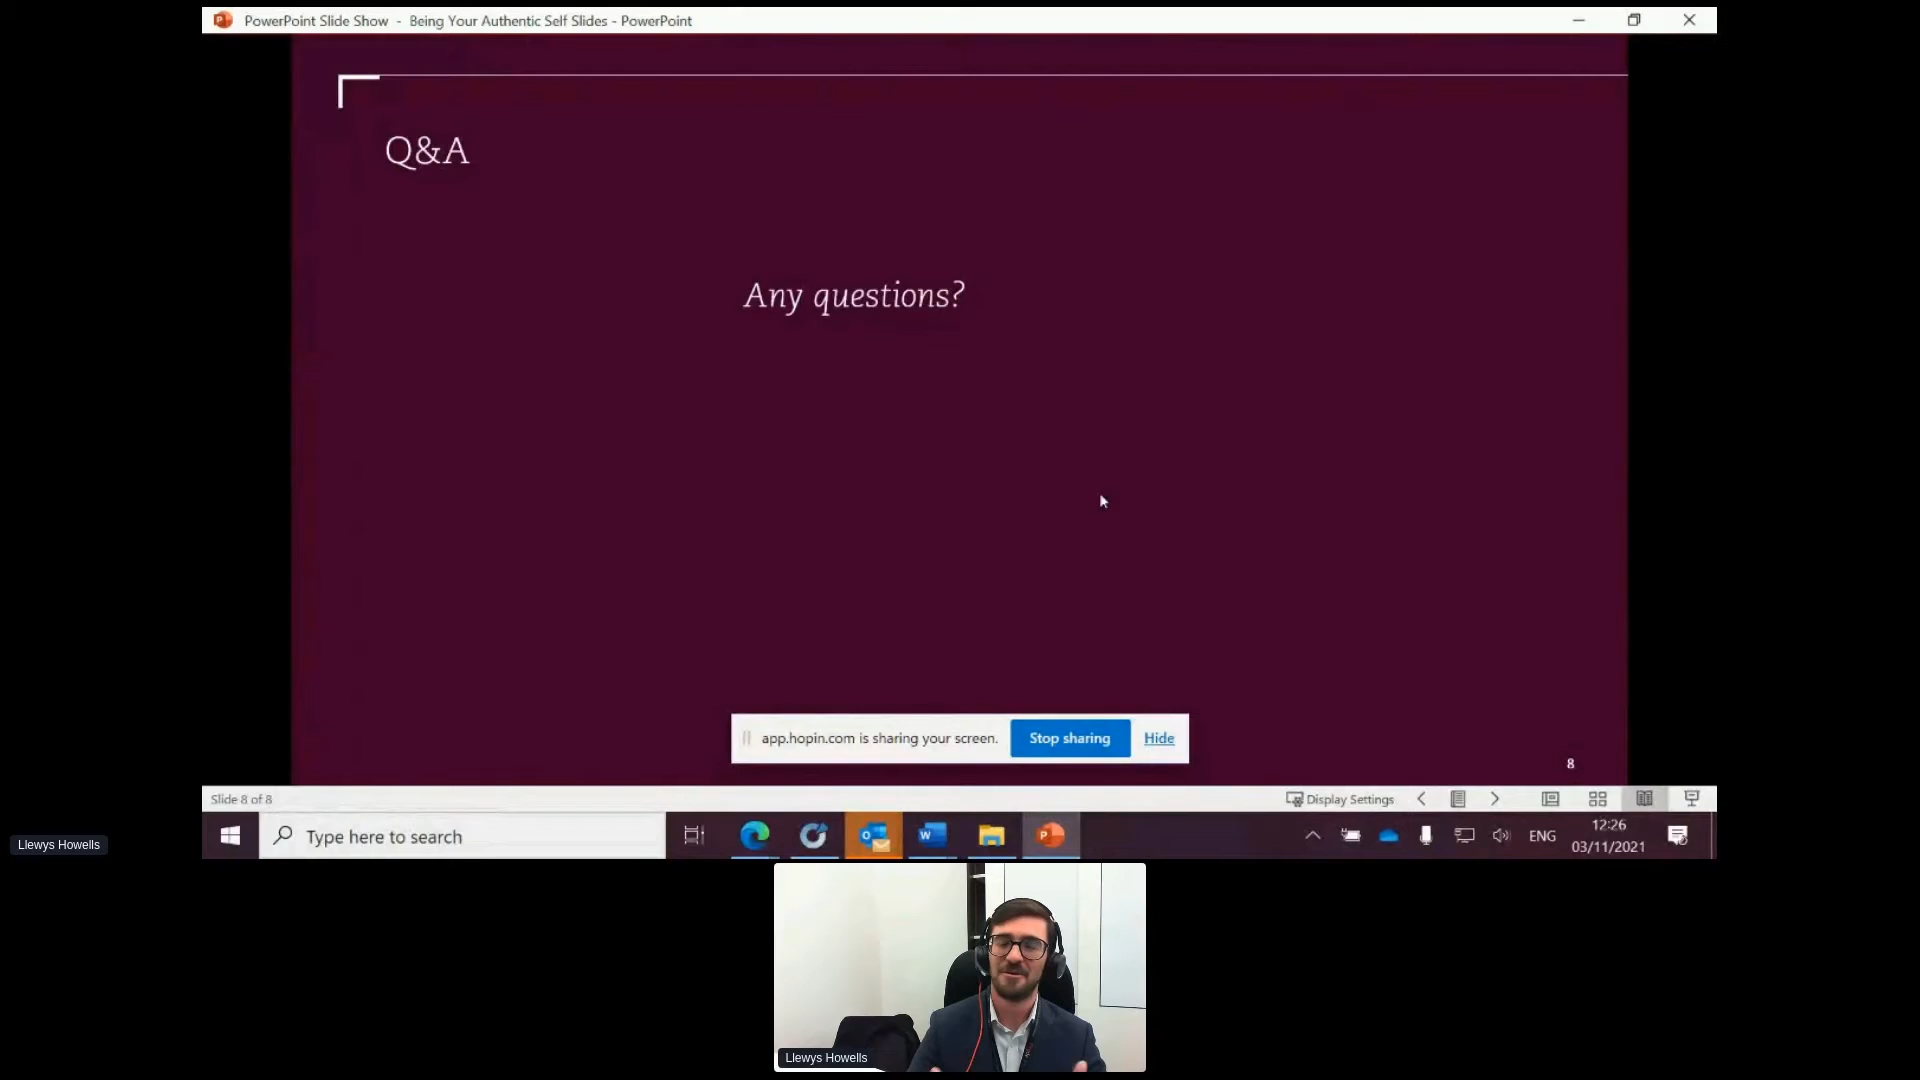 PowerPoint Slide Show - Being Your Authentic Self Slides - PowerPoint
Q&A
Any questions?
app.hopin.com is sharing your screen.
Stop sharing
Hide
8
Slide 8 of 8
Display Settings
Type here to search
ENG
12:26
03/11/2021
Llewys Howells
Llewys Howells